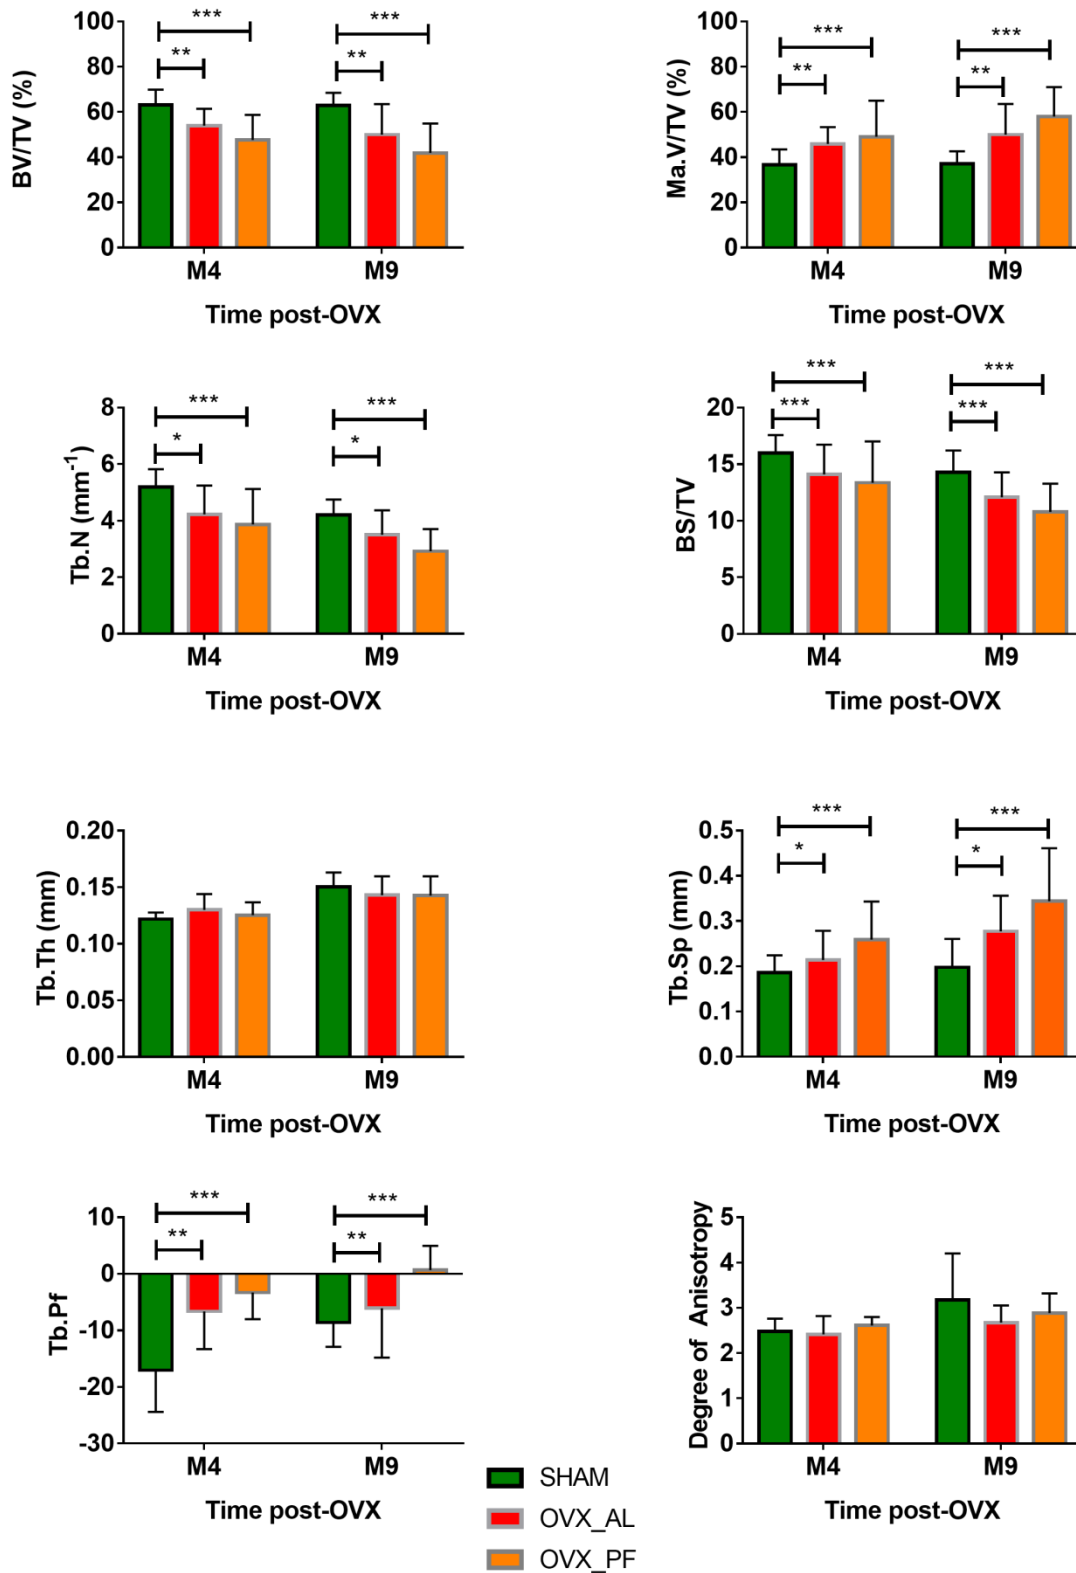 BV/TV (%)
100
80
60
40
20
0
***
**
***
**
M4
M9
Time post-OVX
Ma.V/TV (%)
100
80
60
40
20
0
***
**
***
**
M4
M9
Time post-OVX
Tb.N (mm⁻¹)
8
6
4
2
0
***
*
***
*
M4
M9
Time post-OVX
BS/TV
20
15
10
5
0
***
***
***
***
M4
M9
Time post-OVX
Tb.Th (mm)
0.20
0.15
0.10
0.05
0.00
M4
M9
Time post-OVX
Tb.Sp (mm)
0.5
0.4
0.3
0.2
0.1
0.0
***
*
***
*
M4
M9
Time post-OVX
Tb.Pf
10
0
-10
-20
-30
***
**
***
**
M4
M9
Time post-OVX
Degree of Anisotropy
5
4
3
2
1
0
M4
M9
Time post-OVX
SHAM
OVX_AL
OVX_PF